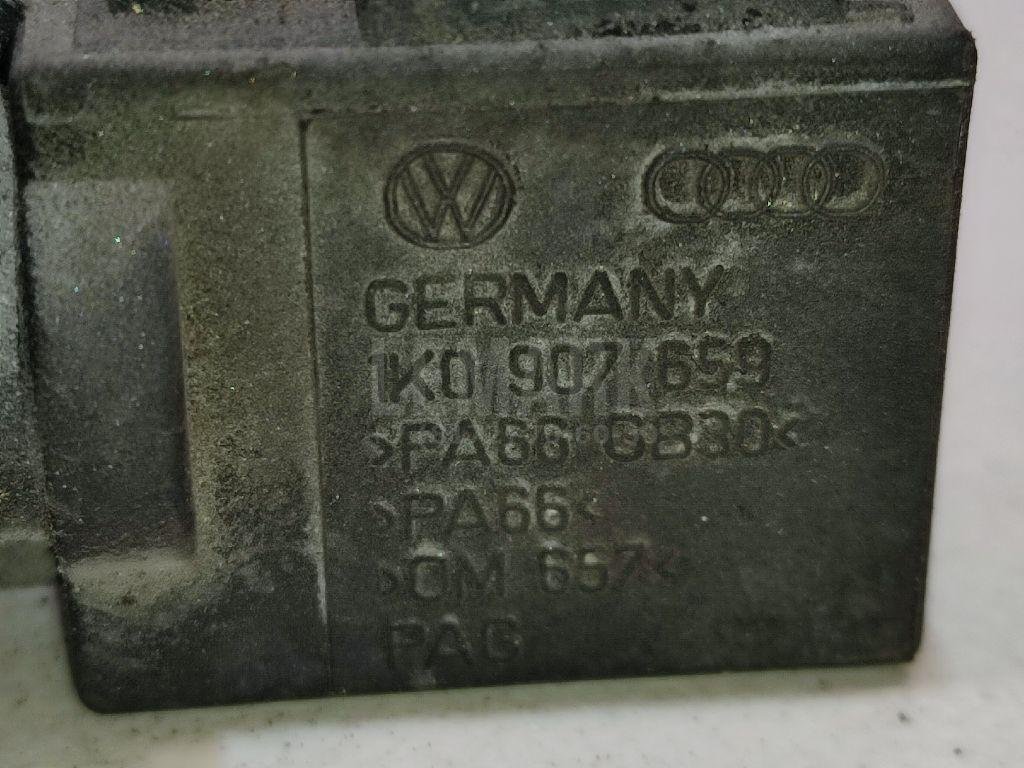 GERMANY
1K0 907 659
>PA66 GB30<
>PA66<
>OM 657<
PAG